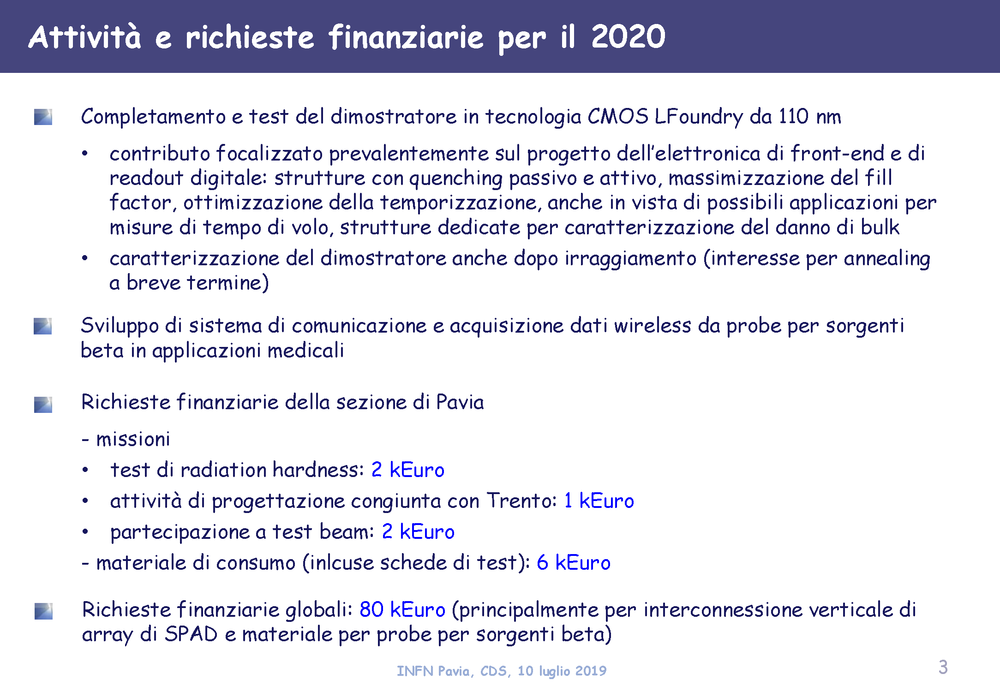 Attività e richieste finanziarie per il 2020
Completamento e test del dimostratore in tecnologia CMOS LFoundry da 110 nm
• contributo focalizzato prevalentemente sul progetto dell’elettronica di front-end e di
readout digitale: strutture con quenching passivo e attivo, massimizzazione del fill
factor, ottimizzazione della temporizzazione, anche in vista di possibili applicazioni per
misure di tempo di volo, strutture dedicate per caratterizzazione del danno di bulk
• caratterizzazione del dimostratore anche dopo irraggiamento (interesse per annealing
a breve termine)
Sviluppo di sistema di comunicazione e acquisizione dati wireless da probe per sorgenti
beta in applicazioni medicali
Richieste finanziarie della sezione di Pavia
- missioni
• test di radiation hardness: 2 kEuro
• attività di progettazione congiunta con Trento: 1 kEuro
• partecipazione a test beam: 2 kEuro
- materiale di consumo (inlcuse schede di test): 6 kEuro
Richieste finanziarie globali: 80 kEuro (principalmente per interconnessione verticale di
array di SPAD e materiale per probe per sorgenti beta)
INFN Pavia, CDS, 10 luglio 2019
3